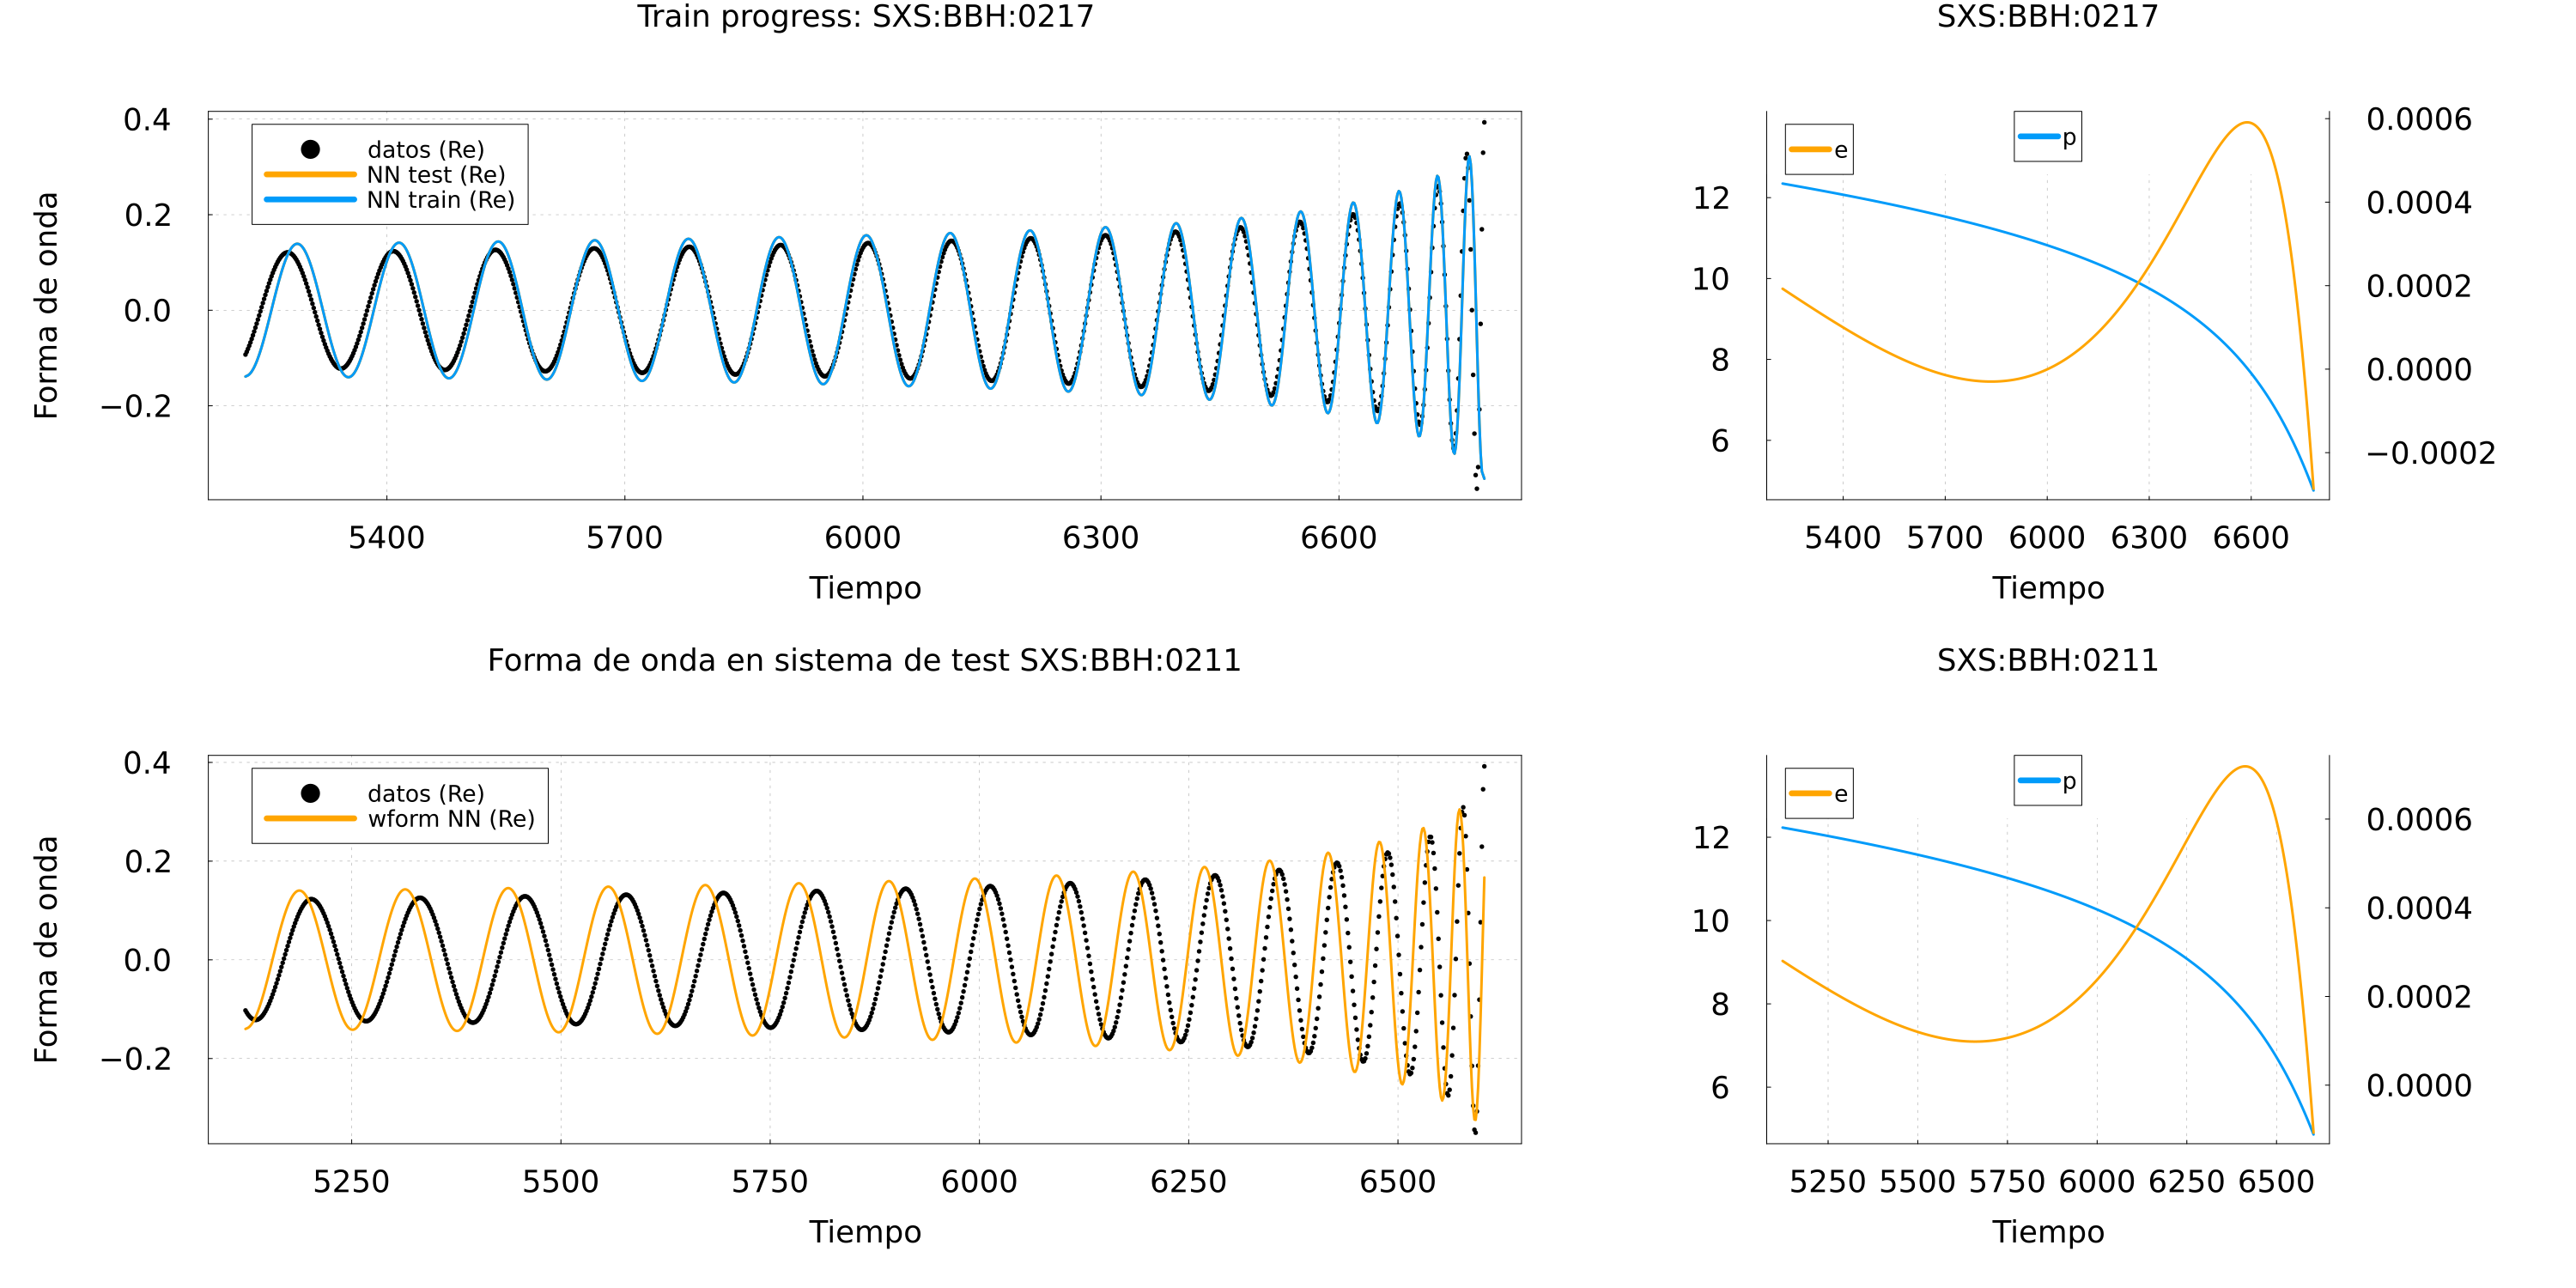 Train progress: SXS:BBH:0217
SXS:BBH:0217
Forma de onda
0.4
0.2
0.0
−0.2
datos (Re)
NN test (Re)
NN train (Re)
5400 5700 6000 6300 6600
Tiempo
12
10
8
6
e
p
0.0006
0.0004
0.0002
0.0000
−0.0002
5400 5700 6000 6300 6600
Tiempo
Forma de onda en sistema de test SXS:BBH:0211
SXS:BBH:0211
Forma de onda
0.4
0.2
0.0
−0.2
datos (Re)
wform NN (Re)
5250 5500 5750 6000 6250 6500
Tiempo
12
10
8
6
e
p
0.0006
0.0004
0.0002
0.0000
5250 5500 5750 6000 6250 6500
Tiempo